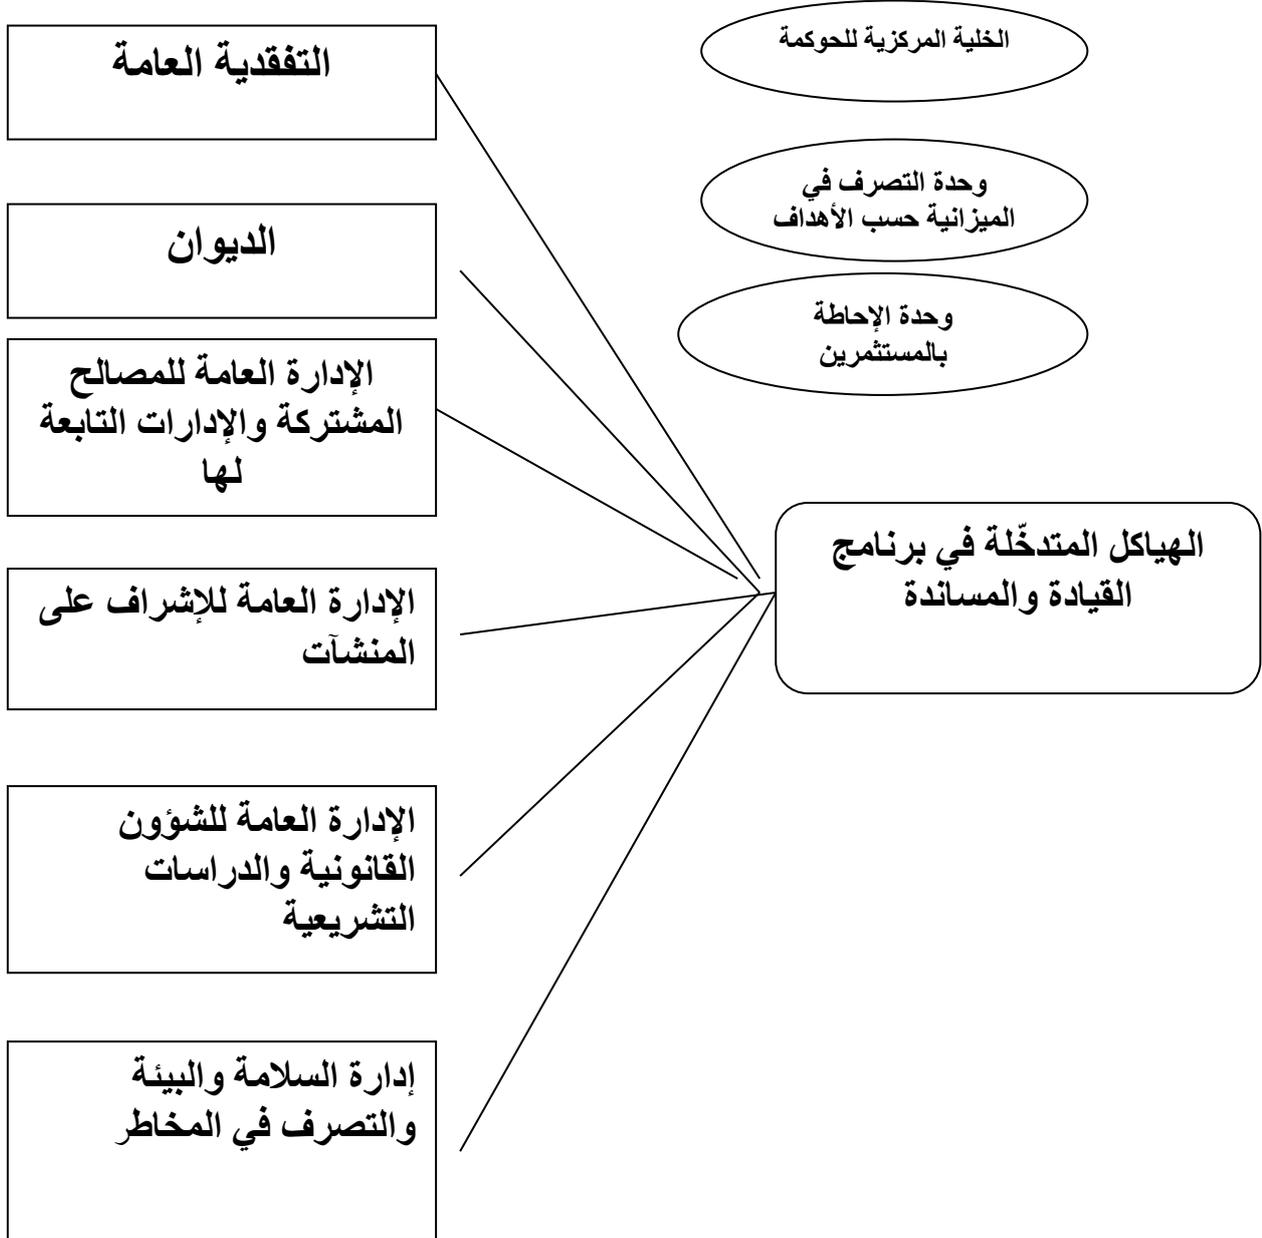 الخلية المركزية للحوكمة
وحدة التصرف في
الميزانية حسب الأهداف
وحدة الإحاطة
بالمستثمرين
الهياكل المتدخّلة في برنامج
القيادة والمساندة
التفقدية العامة
الديوان
الإدارة العامة للمصالح
المشتركة والإدارات التابعة
لها
الإدارة العامة للإشراف على
المنشآت
الإدارة العامة للشؤون
القانونية والدراسات
التشريعية
إدارة السلامة والبيئة
والتصرف في المخاطر